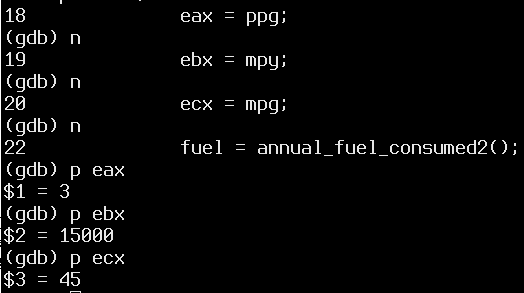 18 eax = ppg;
(gdb) n
19 ebx = mpy;
(gdb) n
20 ecx = mpg;
(gdb) n
22 fuel = annual_fuel_consumed2();
(gdb) p eax
$1 = 3
(gdb) p ebx
$2 = 15000
(gdb) p ecx
$3 = 45